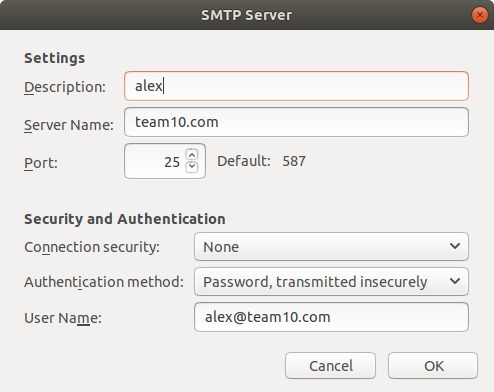 SMTP Server
Settings
Description: alex
Server Name: team10.com
Port: 25 Default: 587
Security and Authentication
Connection security: None
Authentication method: Password, transmitted insecurely
User Name: alex@team10.com
Cancel OK